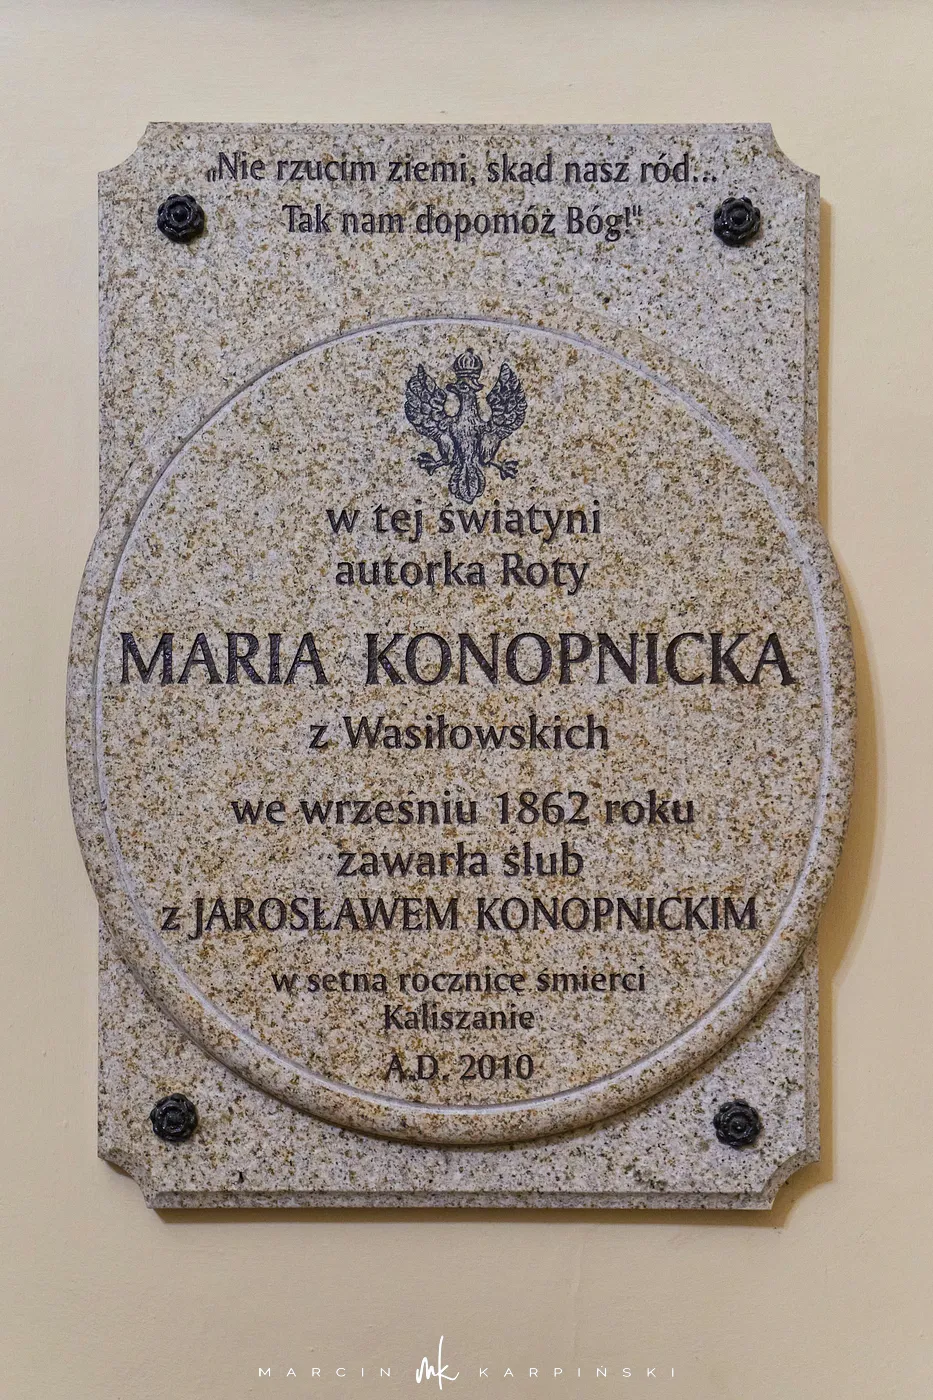 „Nie rzucim ziemi, skąd nasz ród...
Tak nam dopomóż Bóg!"
w tej świątyni
autorka Roty
MARIA KONOPNICKA
z Wasiłowskich
we wrześniu 1862 roku
zawarła ślub
z JAROSŁAWEM KONOPNICKIM
w setną rocznicę śmierci
Kaliszanie
A.D. 2010
MARCIN MK KARPIŃSKI